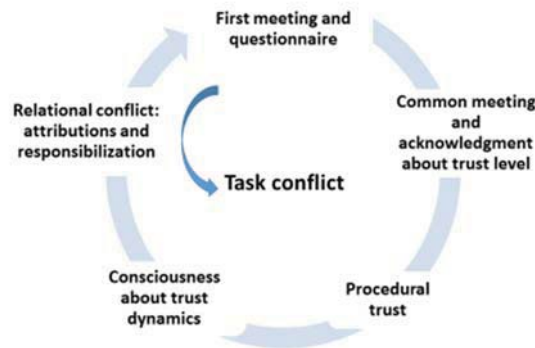 First meeting and
questionnaire
Common meeting
and
acknowledgment
about trust level
Procedural
trust
Consciousness
about trust
dynamics
Relational conflict:
attributions and
responsibilization
Task conflict